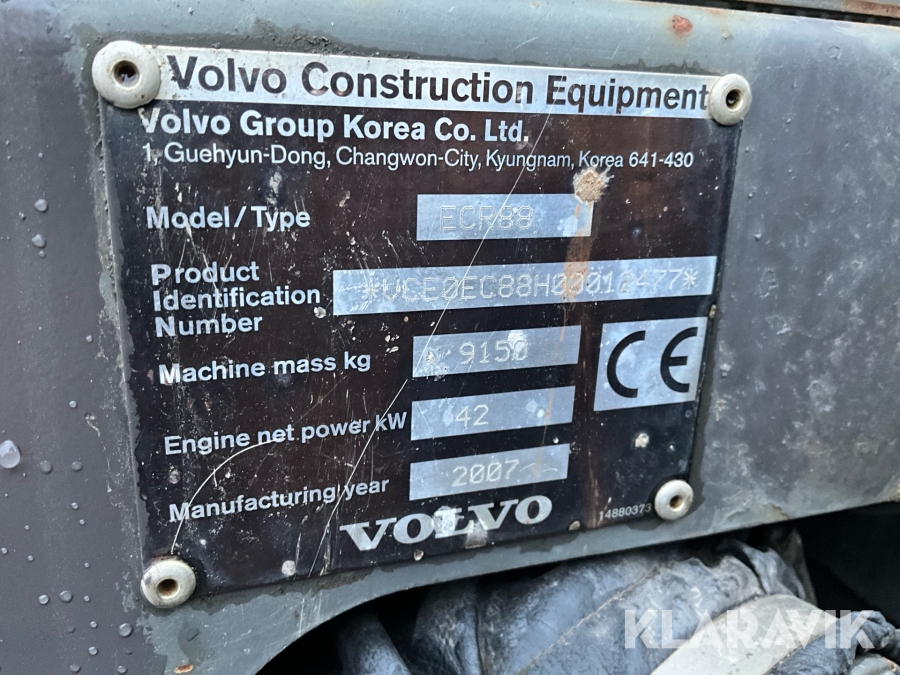 Volvo Construction Equipment
Volvo Group Korea Co. Ltd.
1, Guehyun-Dong, Changwon-City, Kyungnam, Korea 641-430
Model/Type ECR88
Product Identification Number *VCE0EC88H00012477*
Machine mass kg 9150
CE
Engine net power kW 42
Manufacturing year 2007
VOLVO
14880373
KLARAVIK